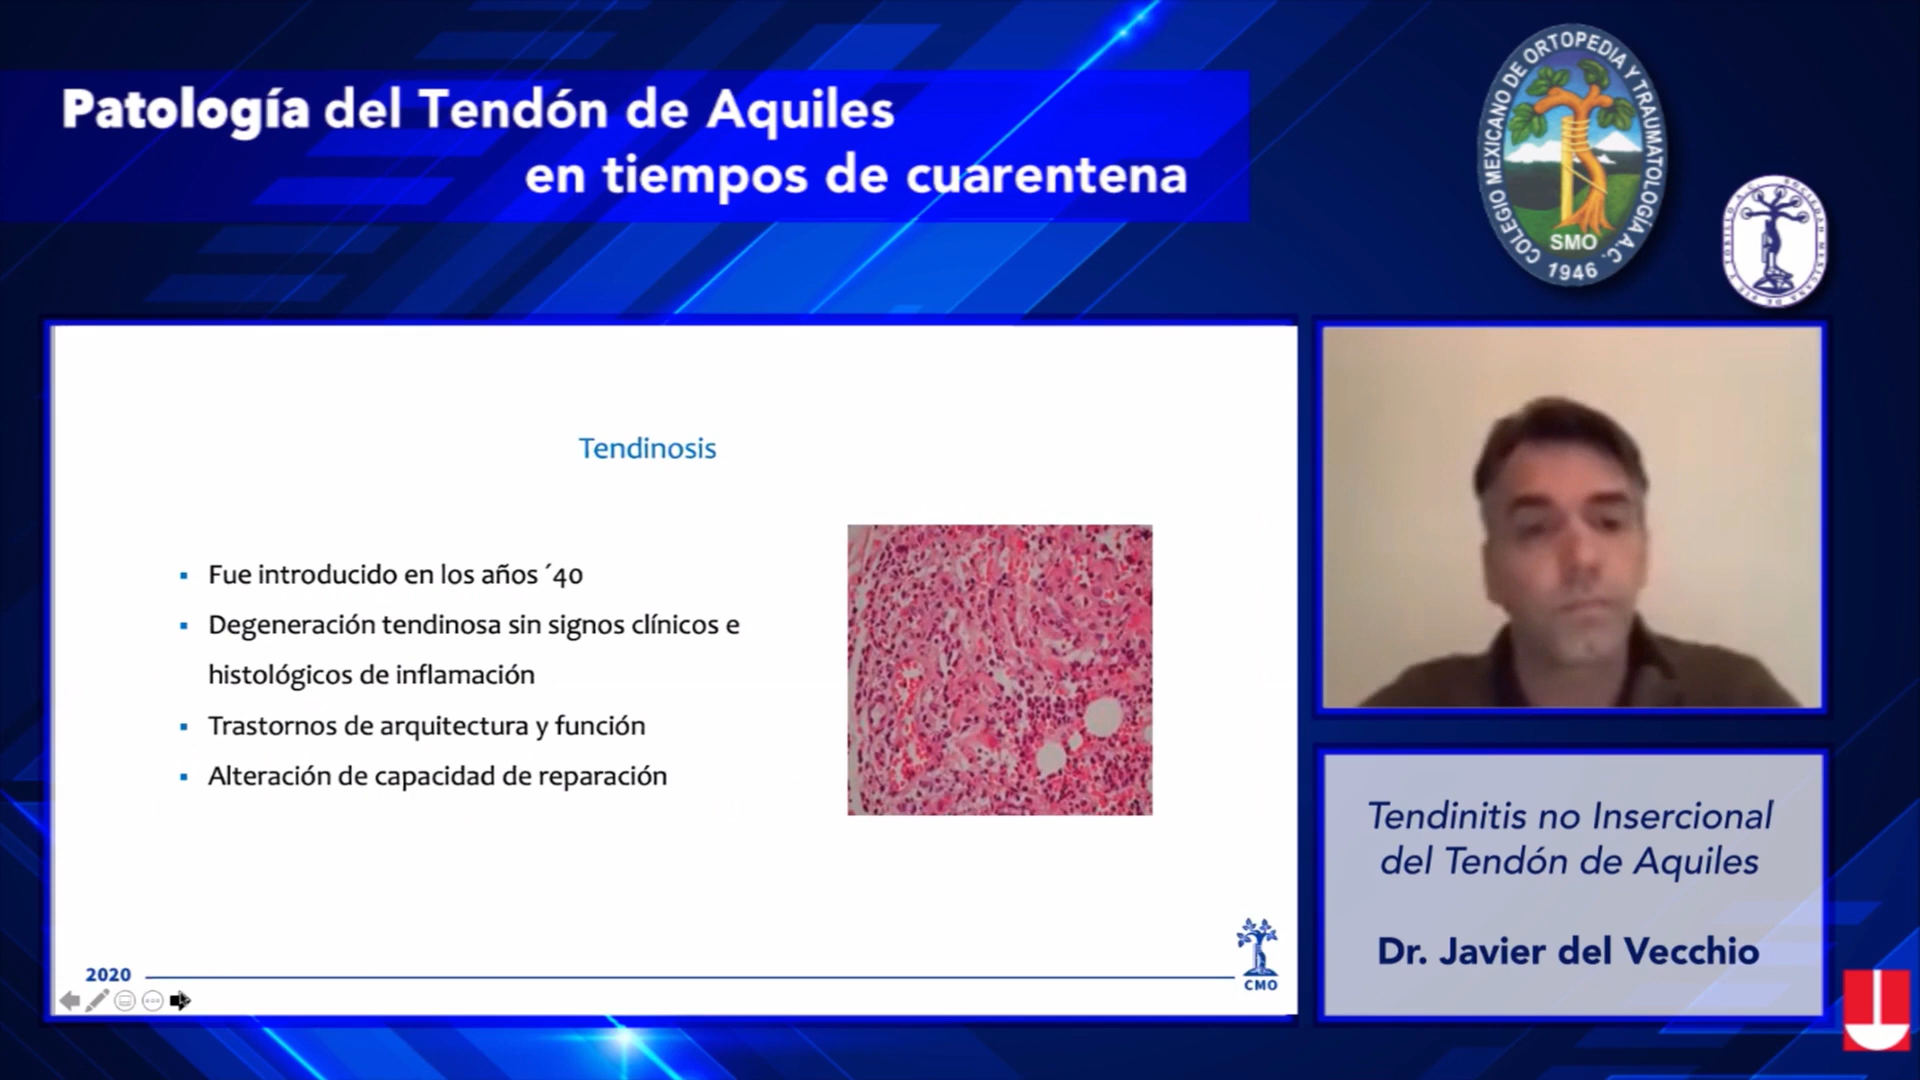 Patología del Tendón de Aquiles
en tiempos de cuarentena
COLEGIO MEXICANO DE ORTOPEDIA Y TRAUMATOLOGÍA A.C.
SMO
1946
Tendinosis
▪ Fue introducido en los años ´40
▪ Degeneración tendinosa sin signos clínicos e
histológicos de inflamación
▪ Trastornos de arquitectura y función
▪ Alteración de capacidad de reparación
2020
CMO
Tendinitis no Insercional
del Tendón de Aquiles
Dr. Javier del Vecchio